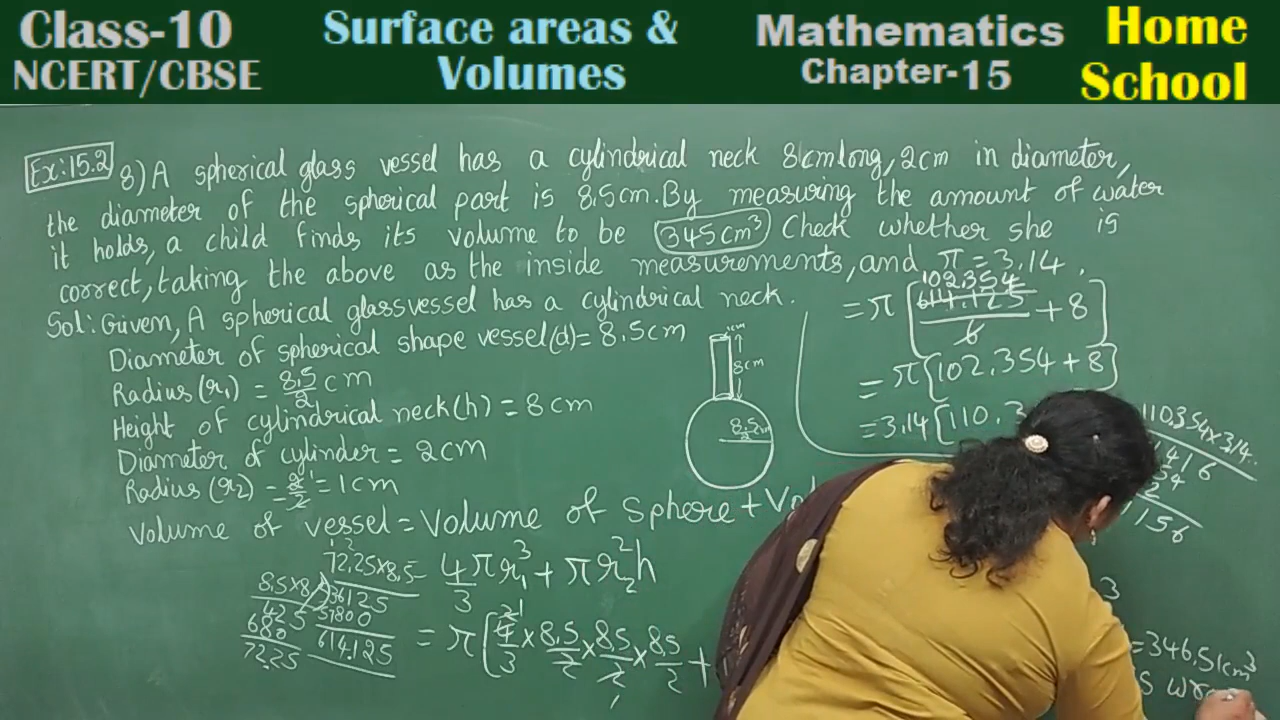 Class-10
NCERT/CBSE
Surface areas &
Volumes
Mathematics
Chapter-15
Home
School
Ex:15.2
8) A spherical glass vessel has a cylindrical neck 8cm long, 2cm in diameter,
the diameter of the spherical part is 8.5cm. By measuring the amount of water
it holds, a child finds its volume to be 345cm³ Check whether she is
correct, taking the above as the inside measurements, and π = 3.14.
Sol: Given, A spherical glass vessel has a cylindrical neck.
Diameter of spherical shape vessel(d) = 8.5cm
Radius (r₁) = 8.5/2 cm
Height of cylindrical neck (h) = 8cm
Diameter of cylinder = 2cm
Radius (r2) = 2/2 = 1cm
Volume of vessel = Volume of Sphere +
= 4/3 πr₁³ + πr₂²h
= π[4/3 × 8.5/2 × 8.5/2 × 8.5/2 +
72.25×8.5
36125
57800
614.125
425
680
72.25
8cm
8.5/2
102.354
= π[614.125/6 + 8]
= π[102.354 + 8]
= 3.14[110.3
110.354×3.14
= 346.51cm³